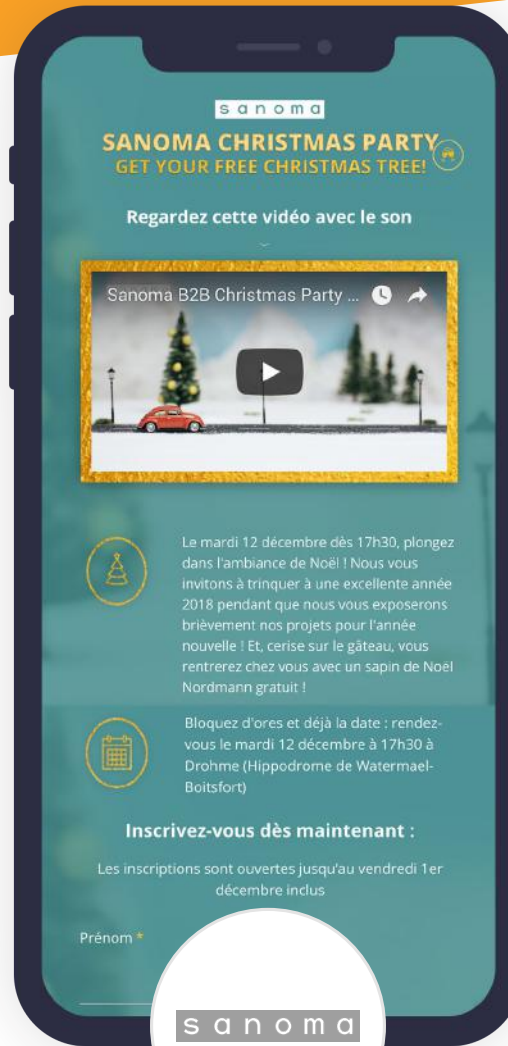 sanoma
SANOMA CHRISTMAS PARTY
GET YOUR FREE CHRISTMAS TREE!
Regardez cette vidéo avec le son
Sanoma B2B Christmas Party ...
Le mardi 12 décembre dès 17h30, plongez
dans l'ambiance de Noël ! Nous vous
invitons à trinquer à une excellente année
2018 pendant que nous vous exposerons
brièvement nos projets pour l'année
nouvelle ! Et, cerise sur le gâteau, vous
rentrerez chez vous avec un sapin de Noël
Nordmann gratuit !
Bloquez d'ores et déjà la date : rendez-
vous le mardi 12 décembre à 17h30 à
Drohme (Hippodrome de Watermael-
Boitsfort)
Inscrivez-vous dès maintenant :
Les inscriptions sont ouvertes jusqu'au vendredi 1er
décembre inclus
Prénom *
sanoma